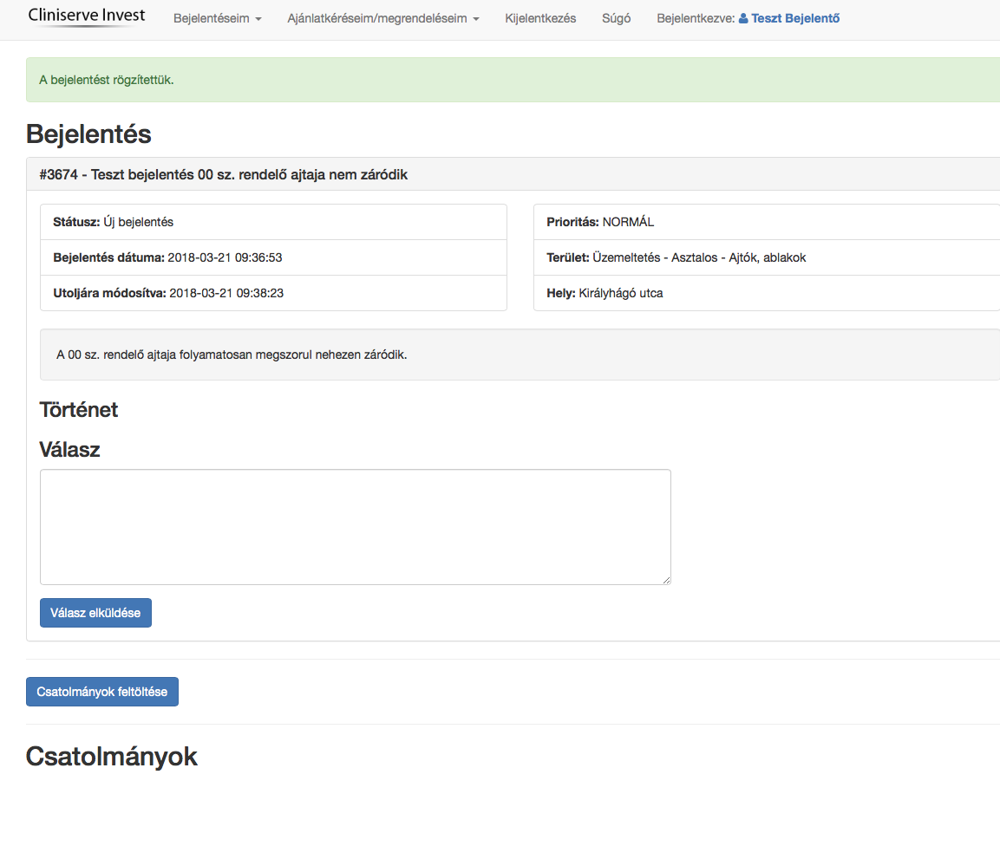 Cliniserve Invest Bejelentéseim Ajánlatkéréseim/megrendeléseim Kijelentkezés Súgó Bejelentkezve: Teszt Bejelentő
A bejelentést rögzítettük.
Bejelentés
#3674 - Teszt bejelentés 00 sz. rendelő ajtaja nem záródik
Státusz: Új bejelentés
Bejelentés dátuma: 2018-03-21 09:36:53
Utoljára módosítva: 2018-03-21 09:38:23
Prioritás: NORMÁL
Terület: Üzemeltetés - Asztalos - Ajtók, ablakok
Hely: Királyhágó utca
A 00 sz. rendelő ajtaja folyamatosan megszorul nehezen záródik.
Történet
Válasz
Válasz elküldése
Csatolmányok feltöltése
Csatolmányok